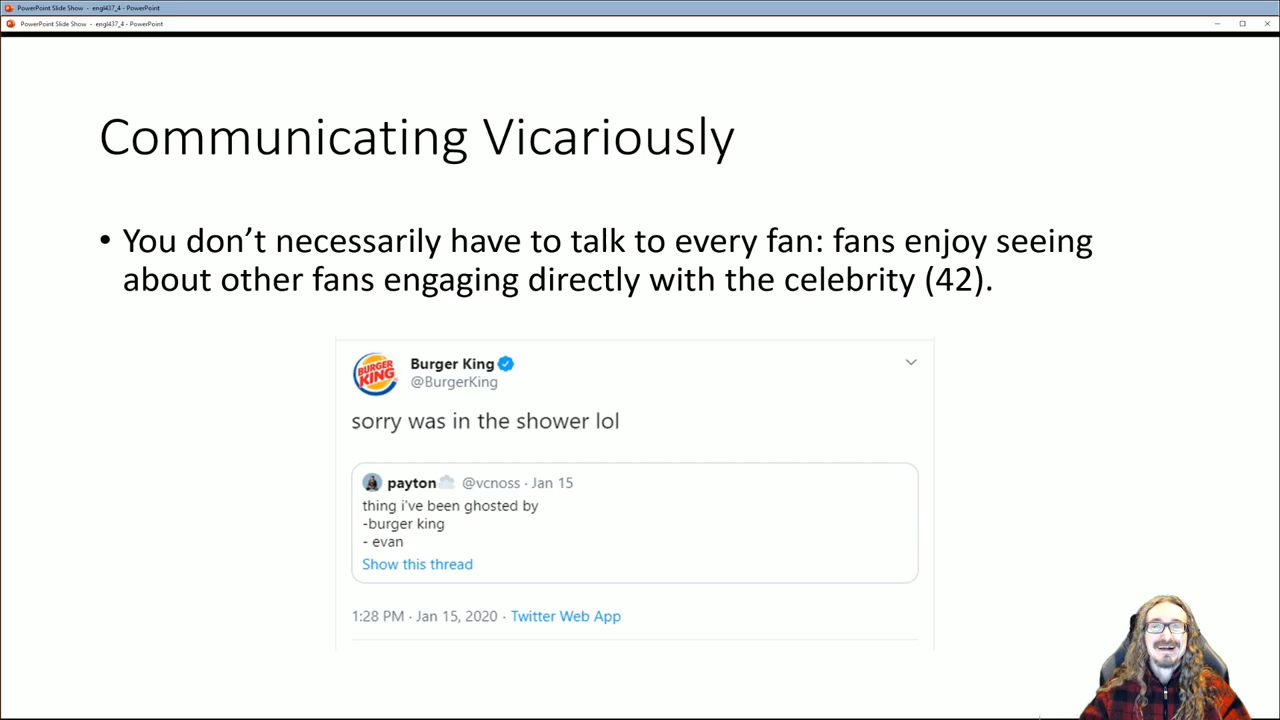 PowerPoint Slide Show - engl437_4 - PowerPoint
PowerPoint Slide Show - engl437_4 - PowerPoint
Communicating Vicariously
• You don’t necessarily have to talk to every fan: fans enjoy seeing
about other fans engaging directly with the celebrity (42).
BURGER
KING
Burger King
@BurgerKing
sorry was in the shower lol
payton @vcnoss · Jan 15
thing i've been ghosted by
-burger king
- evan
Show this thread
1:28 PM · Jan 15, 2020 · Twitter Web App